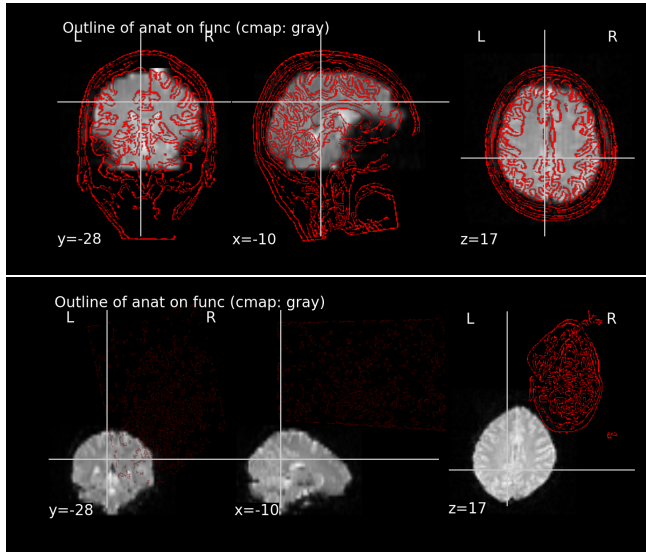 Outline of anat on func (cmap: gray)
L R L R
y=-28 x=-10 z=17
Outline of anat on func (cmap: gray)
L R L R
y=-28 x=-10 z=17